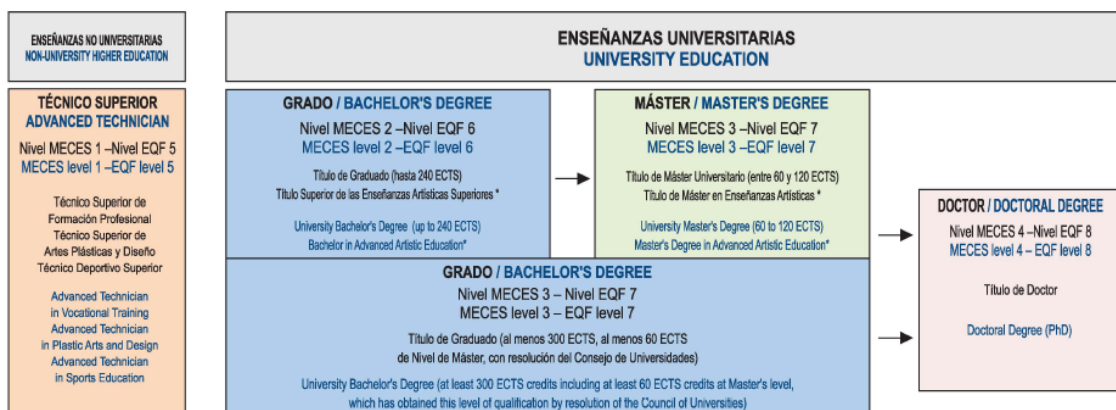 ENSEÑANZAS NO UNIVERSITARIAS
NON-UNIVERSITY HIGHER EDUCATION
TÉCNICO SUPERIOR
ADVANCED TECHNICIAN
Nivel MECES 1 –Nivel EQF 5
MECES level 1 –EQF level 5
Técnico Superior de
Formación Profesional
Técnico Superior de
Artes Plásticas y Diseño
Técnico Deportivo Superior
Advanced Technician
in Vocational Training
Advanced Technician
in Plastic Arts and Design
Advanced Technician
in Sports Education
ENSEÑANZAS UNIVERSITARIAS
UNIVERSITY EDUCATION
GRADO / BACHELOR'S DEGREE
Nivel MECES 2 –Nivel EQF 6
MECES level 2 –EQF level 6
Título de Graduado (hasta 240 ECTS)
Título Superior de las Enseñanzas Artísticas Superiores *
University Bachelor's Degree (up to 240 ECTS)
Bachelor in Advanced Artistic Education*
MÁSTER / MASTER'S DEGREE
Nivel MECES 3 –Nivel EQF 7
MECES level 3 –EQF level 7
Título de Máster Universitario (entre 60 y 120 ECTS)
Título de Máster en Enseñanzas Artísticas *
University Master's Degree (60 to 120 ECTS)
Master's Degree in Advanced Artistic Education*
GRADO / BACHELOR'S DEGREE
Nivel MECES 3 – Nivel EQF 7
MECES level 3 – EQF level 7
Título de Graduado (al menos 300 ECTS, al menos 60 ECTS
de Nivel de Máster, con resolución del Consejo de Universidades)
University Bachelor's Degree (at least 300 ECTS credits including at least 60 ECTS credits at Master's level,
which has obtained this level of qualification by resolution of the Council of Universities)
DOCTOR / DOCTORAL DEGREE
Nivel MECES 4 –Nivel EQF 8
MECES level 4 – EQF level 8
Título de Doctor
Doctoral Degree (PhD)